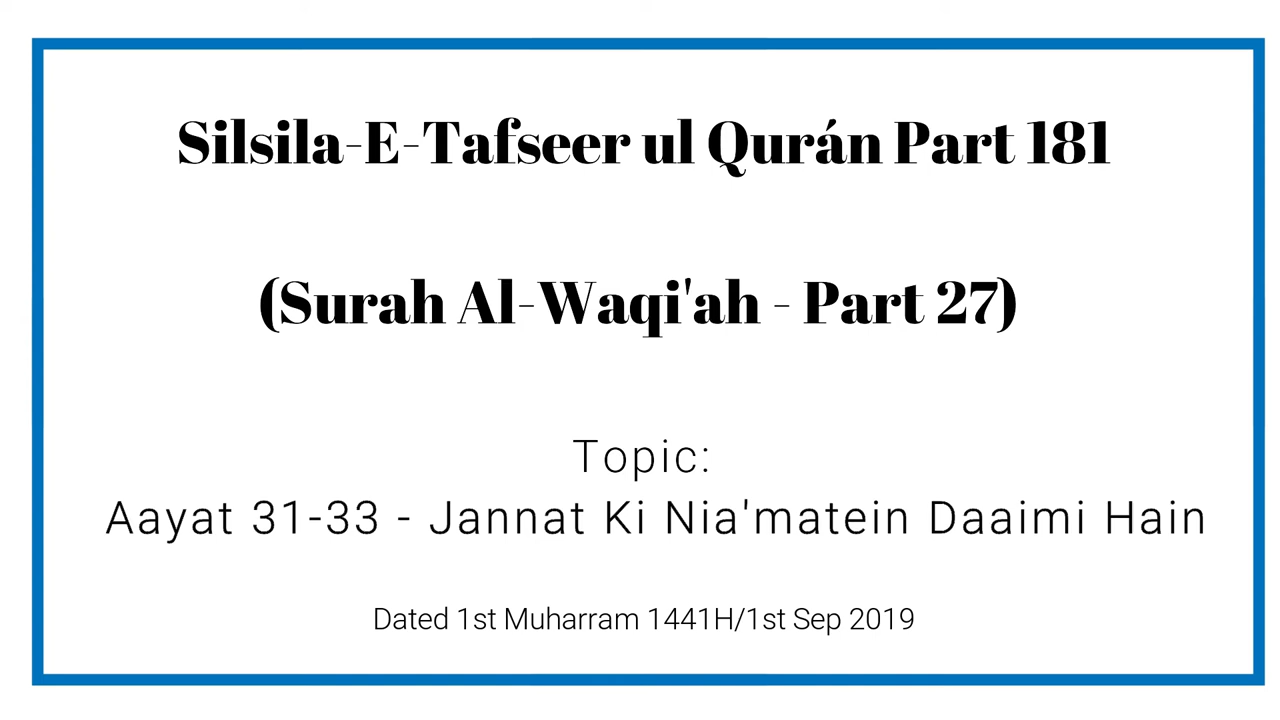 Silsila-E-Tafseer ul Qurán Part 181
(Surah Al-Waqi'ah - Part 27)
Topic:
Aayat 31-33 - Jannat Ki Nia'matein Daaimi Hain
Dated 1st Muharram 1441H/1st Sep 2019